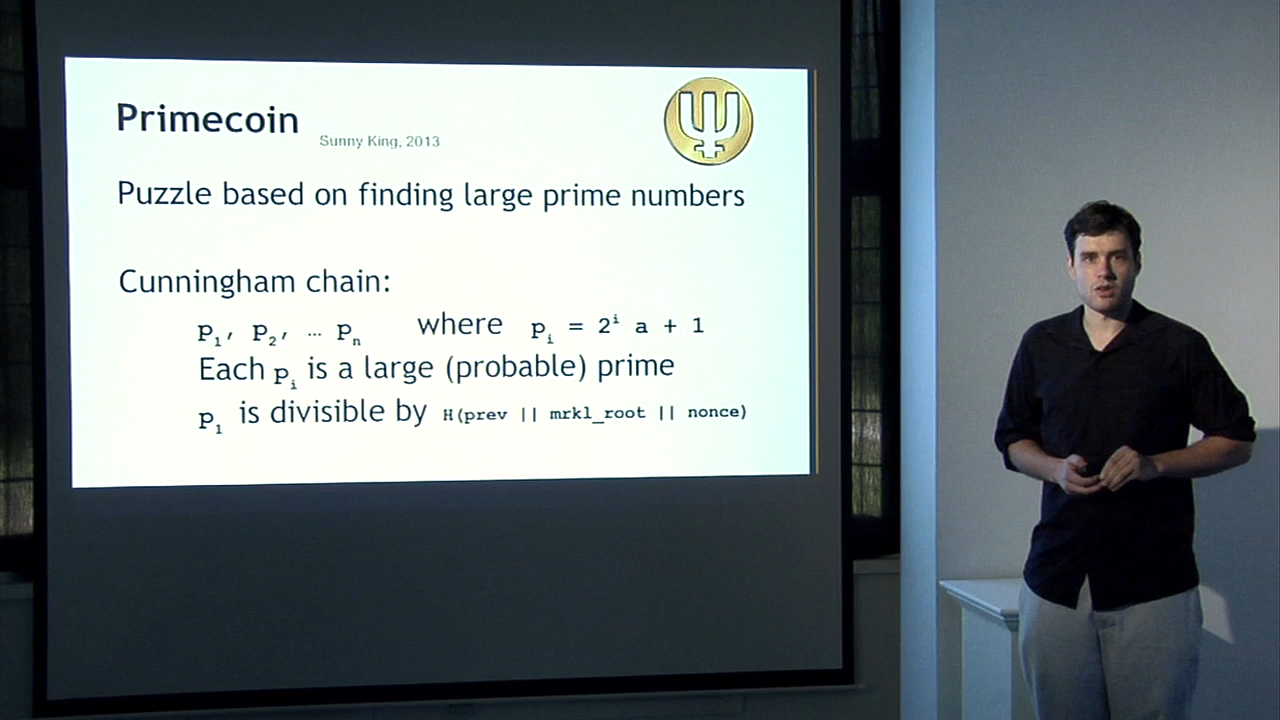 Primecoin Sunny King, 2013
Puzzle based on finding large prime numbers
Cunningham chain:
p₁, p₂, … pₙ where pᵢ = 2ⁱ a + 1
Each pᵢ is a large (probable) prime
p₁ is divisible by H(prev || mrkl_root || nonce)